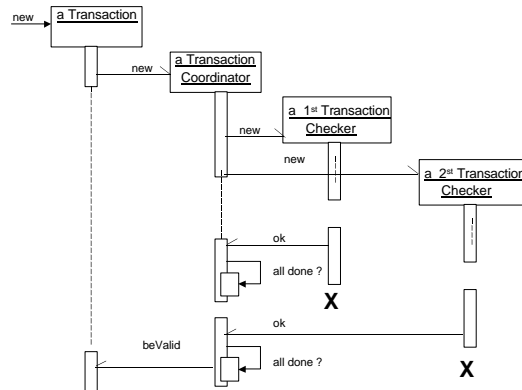 new
a Transaction
new
a Transaction
Coordinator
new
a 1st Transaction
Checker
new
a 2st Transaction
Checker
ok
all done ?
X
ok
beValid
all done ?
X